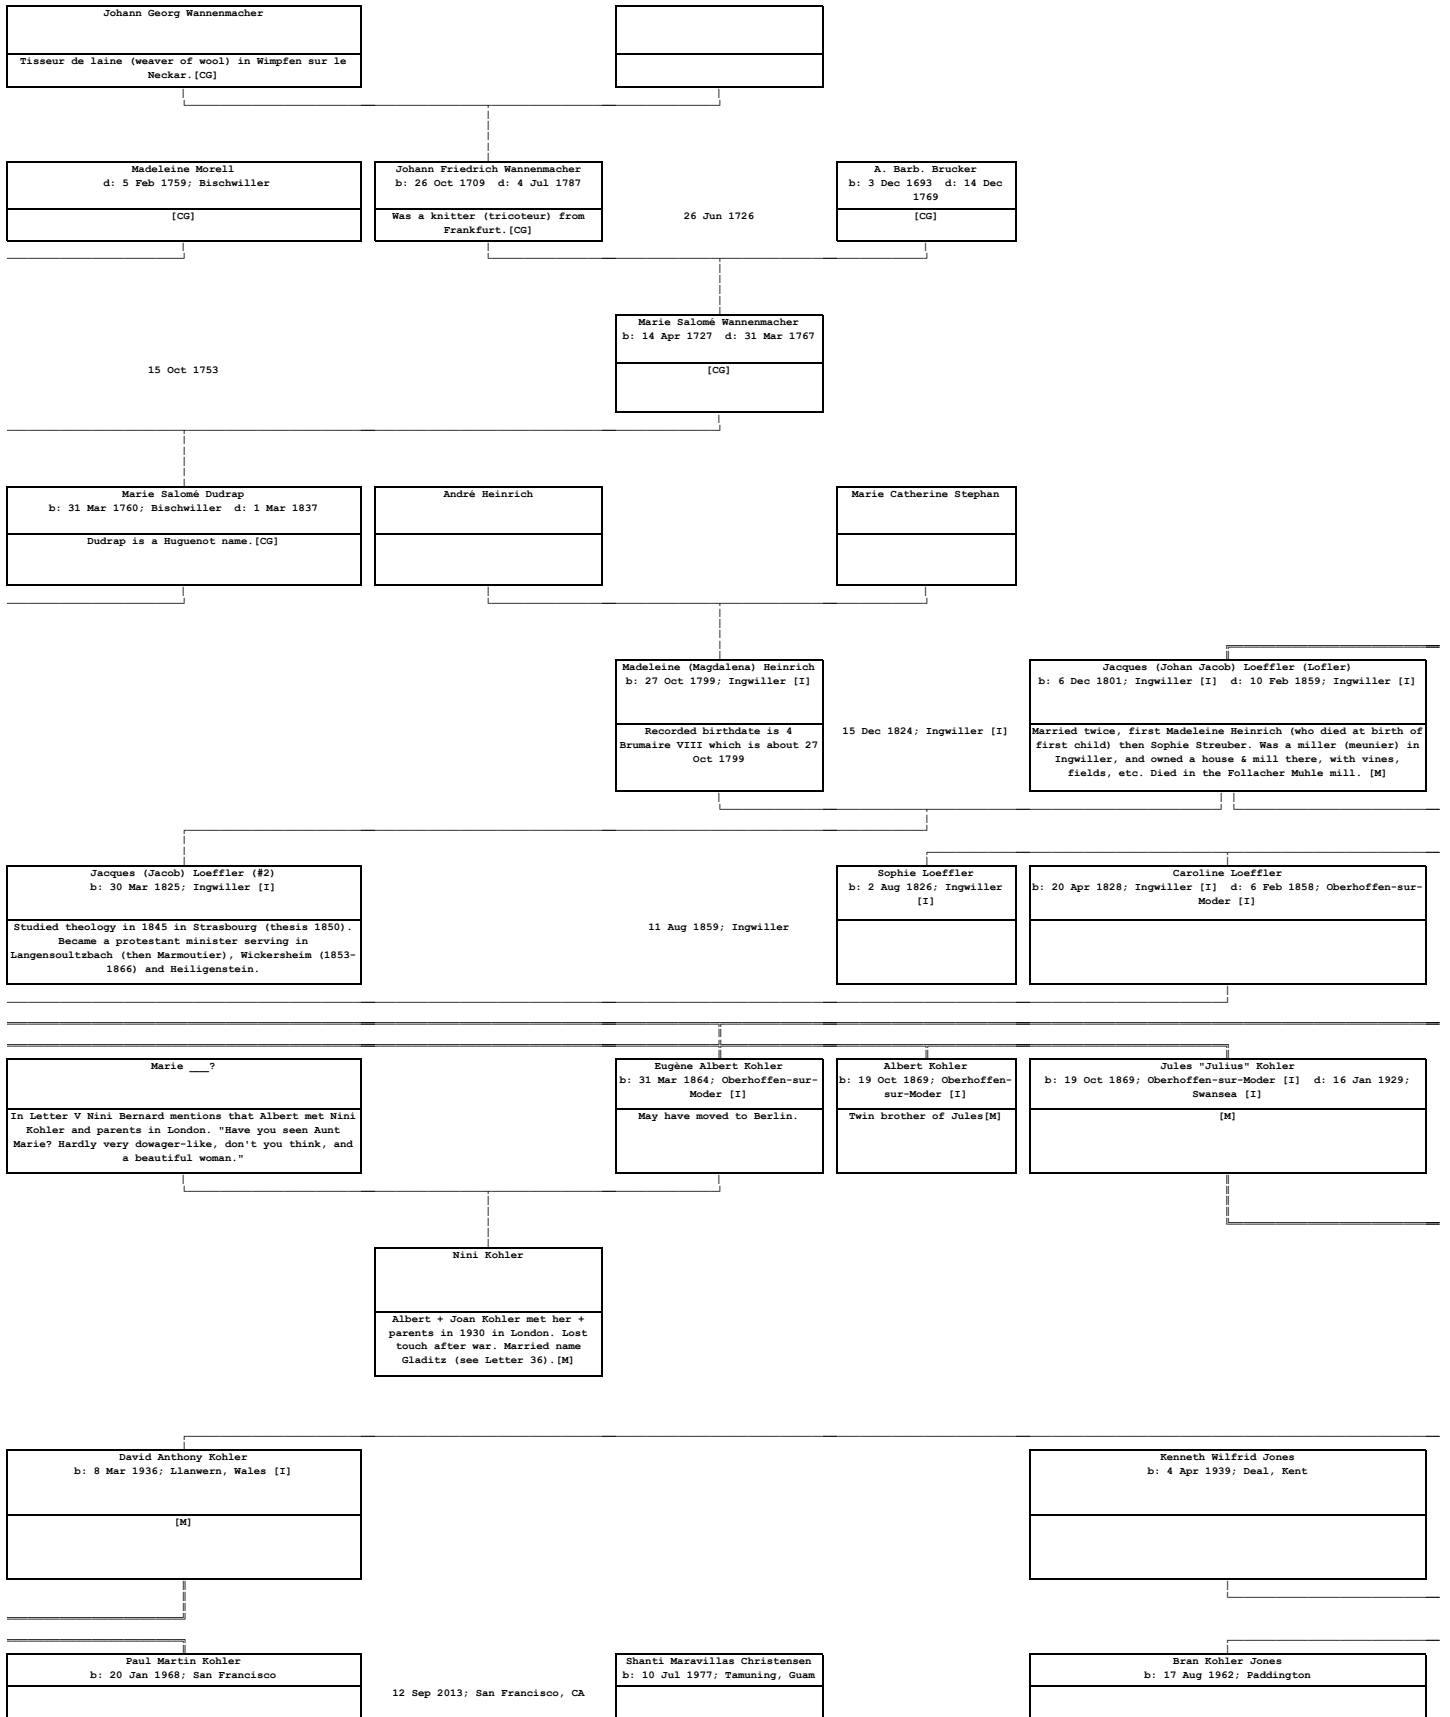 Johann Georg Wannenmacher
Tisseur de laine (weaver of wool) in Wimpfen sur le
Neckar.[CG]
Madeleine Morell
d: 5 Feb 1759; Bischwiller
[CG]
Johann Friedrich Wannenmacher
b: 26 Oct 1709 d: 4 Jul 1787
Was a knitter (tricoteur) from
Frankfurt.[CG]
26 Jun 1726
A. Barb. Brucker
b: 3 Dec 1693 d: 14 Dec
1769
[CG]
Marie Salomé Wannenmacher
b: 14 Apr 1727 d: 31 Mar 1767
[CG]
15 Oct 1753
Marie Salomé Dudrap
b: 31 Mar 1760; Bischwiller d: 1 Mar 1837
Dudrap is a Huguenot name.[CG]
André Heinrich
Marie Catherine Stephan
Madeleine (Magdalena) Heinrich
b: 27 Oct 1799; Ingwiller [I]
Recorded birthdate is 4
Brumaire VIII which is about 27
Oct 1799
15 Dec 1824; Ingwiller [I]
Jacques (Johan Jacob) Loeffler (Lofler)
b: 6 Dec 1801; Ingwiller [I] d: 10 Feb 1859; Ingwiller [I]
Married twice, first Madeleine Heinrich (who died at birth of
first child) then Sophie Streuber. Was a miller (meunier) in
Ingwiller, and owned a house & mill there, with vines,
fields, etc. Died in the Follacher Muhle mill. [M]
Jacques (Jacob) Loeffler (#2)
b: 30 Mar 1825; Ingwiller [I]
Studied theology in 1845 in Strasbourg (thesis 1850).
Became a protestant minister serving in
Langensoultzbach (then Marmoutier), Wickersheim (1853-
1866) and Heiligenstein.
11 Aug 1859; Ingwiller
Sophie Loeffler
b: 2 Aug 1826; Ingwiller
[I]
Caroline Loeffler
b: 20 Apr 1828; Ingwiller [I] d: 6 Feb 1858; Oberhoffen-sur-
Moder [I]
Marie ___?
In Letter V Nini Bernard mentions that Albert met Nini
Kohler and parents in London. "Have you seen Aunt
Marie? Hardly very dowager-like, don't you think, and
a beautiful woman."
Eugène Albert Kohler
b: 31 Mar 1864; Oberhoffen-sur-
Moder [I]
May have moved to Berlin.
Albert Kohler
b: 19 Oct 1869; Oberhoffen-
sur-Moder [I]
Twin brother of Jules[M]
Jules "Julius" Kohler
b: 19 Oct 1869; Oberhoffen-sur-Moder [I] d: 16 Jan 1929;
Swansea [I]
[M]
Nini Kohler
Albert + Joan Kohler met her +
parents in 1930 in London. Lost
touch after war. Married name
Gladitz (see Letter 36).[M]
David Anthony Kohler
b: 8 Mar 1936; Llanwern, Wales [I]
[M]
Kenneth Wilfrid Jones
b: 4 Apr 1939; Deal, Kent
Paul Martin Kohler
b: 20 Jan 1968; San Francisco
12 Sep 2013; San Francisco, CA
Shanti Maravillas Christensen
b: 10 Jul 1977; Tamuning, Guam
Bran Kohler Jones
b: 17 Aug 1962; Paddington